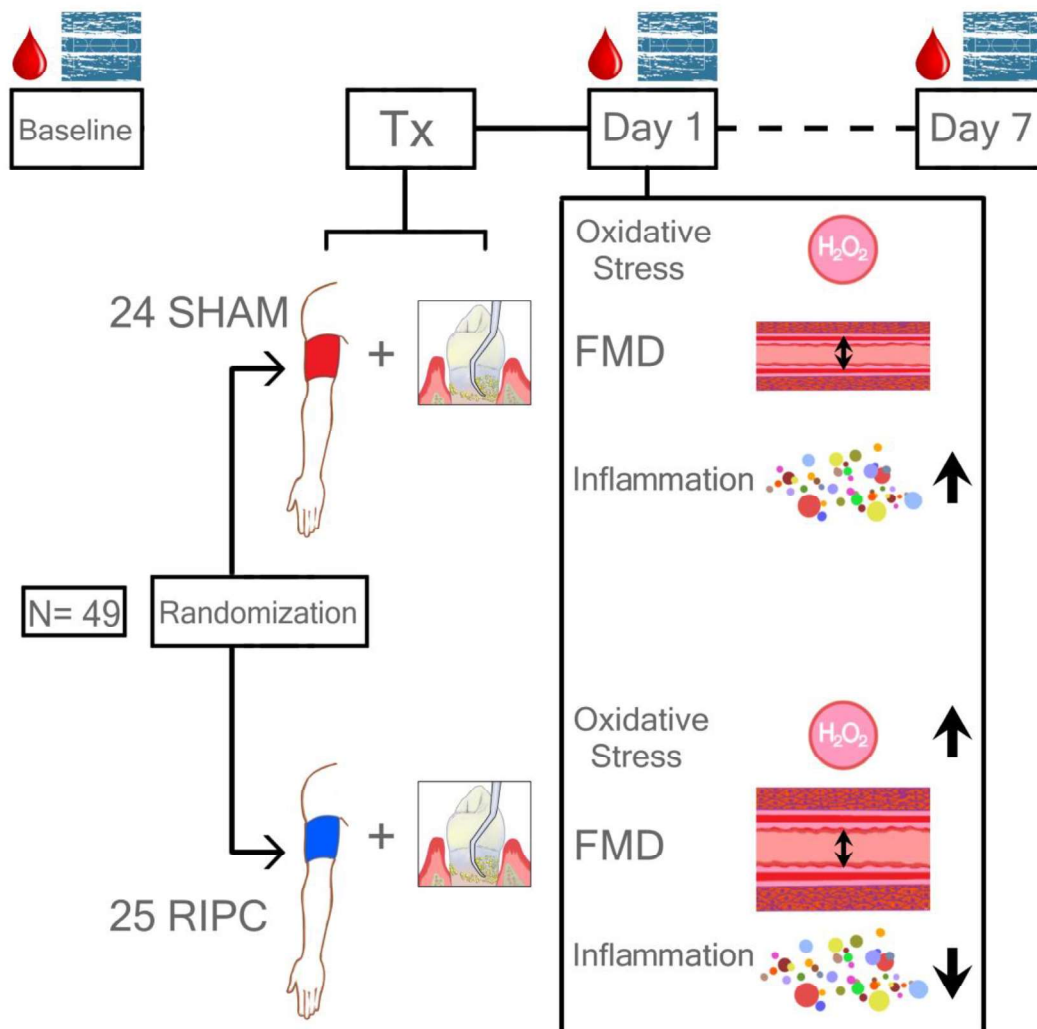 Baseline
Tx
Day 1
Day 7
24 SHAM
+
Oxidative
Stress
H₂O₂
FMD
Inflammation
N= 49
Randomization
25 RIPC
+
Oxidative
Stress
H₂O₂
FMD
Inflammation